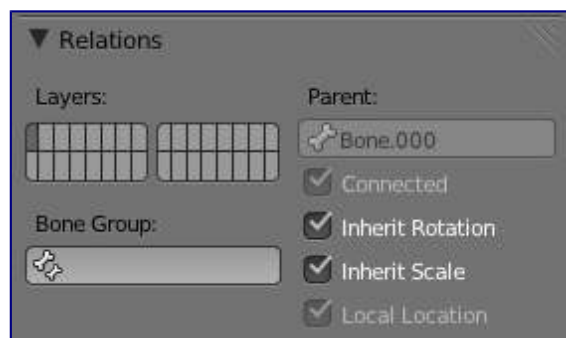 Relations
Layers:
Parent:
Bone.000
Connected
Bone Group:
Inherit Rotation
Inherit Scale
Local Location